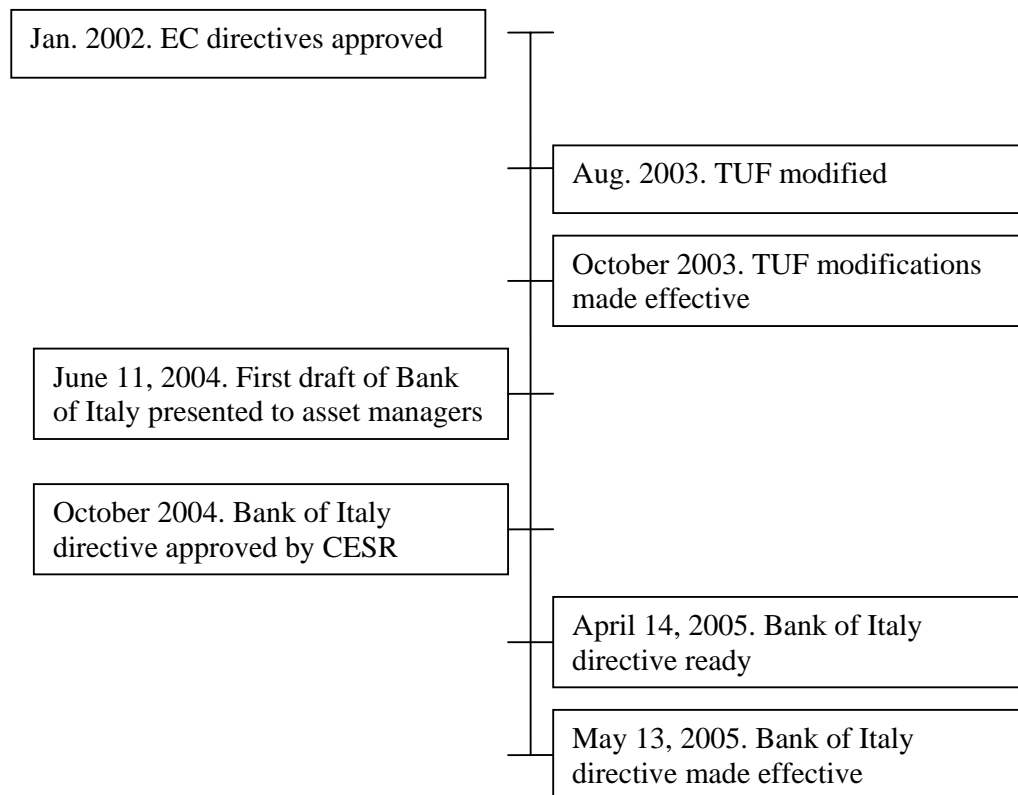 Jan. 2002. EC directives approved
Aug. 2003. TUF modified
October 2003. TUF modifications
made effective
June 11, 2004. First draft of Bank
of Italy presented to asset managers
October 2004. Bank of Italy
directive approved by CESR
April 14, 2005. Bank of Italy
directive ready
May 13, 2005. Bank of Italy
directive made effective